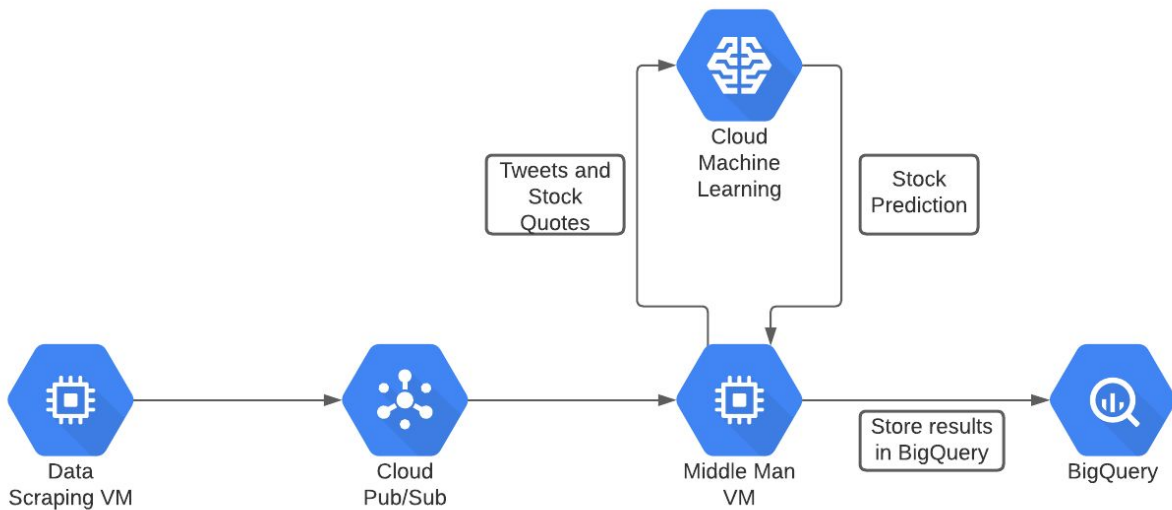 Cloud
Machine
Learning
Tweets and
Stock
Quotes
Stock
Prediction
Data
Scraping VM
Cloud
Pub/Sub
Middle Man
VM
Store results
in BigQuery
BigQuery